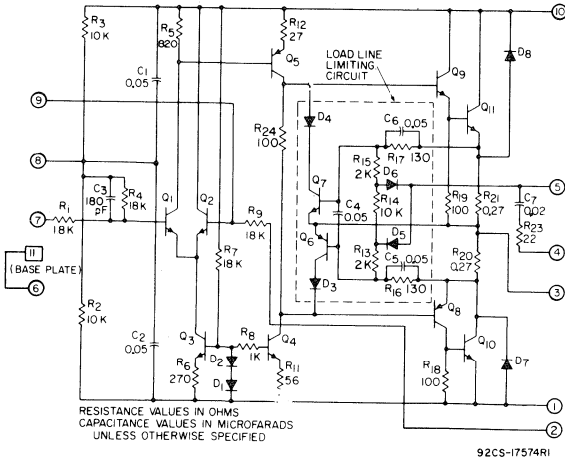 R3
10K
R5
820
R12
27
10
LOAD LINE
LIMITING
CIRCUIT
D8
C1
0.05
Q5
Q9
Q11
9
D4
C6 0.05
R24
100
R15
2K
R17
130
D6
8
C3
180
pF
R4
18K
Q7
5
C4
0.05
R14
10K
R19
100
R21
0.27
C7
0.02
R1
18K
7
Q1
Q2
R9
18K
D5
R23
22
4
Q6
R7
18K
R13
2K
C5 0.05
R20
0.27
11
(BASE PLATE)
6
D3
R16 130
3
R2
10K
Q8
C2
0.05
Q3
R8
1K
Q4
Q10
D7
R6
270
D2
D1
R11
56
R18
100
1
RESISTANCE VALUES IN OHMS
CAPACITANCE VALUES IN MICROFARADS
UNLESS OTHERWISE SPECIFIED
2
92CS-17574R1